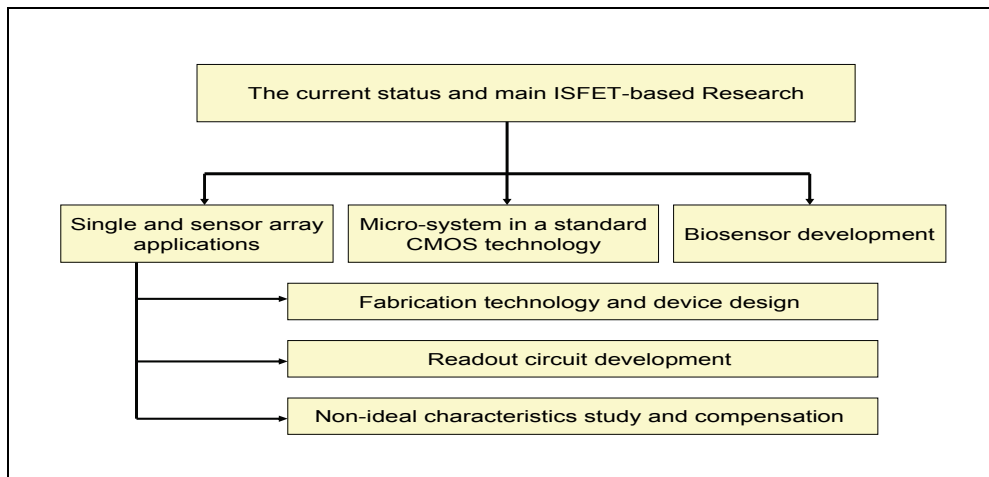 The current status and main ISFET-based Research
Single and sensor array
applications
Micro-system in a standard
CMOS technology
Biosensor development
Fabrication technology and device design
Readout circuit development
Non-ideal characteristics study and compensation